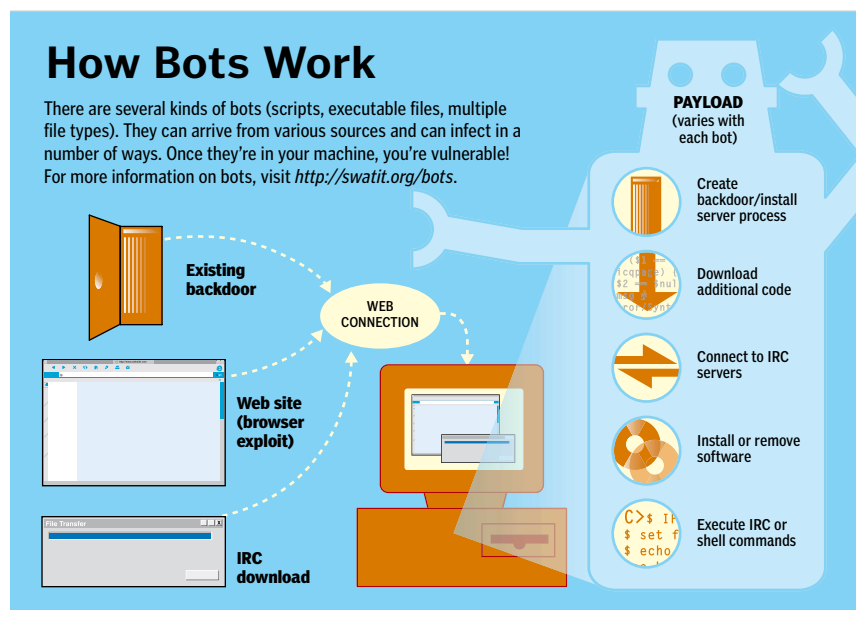 How Bots Work
There are several kinds of bots (scripts, executable files, multiple
file types). They can arrive from various sources and can infect in a
number of ways. Once they're in your machine, you're vulnerable!
For more information on bots, visit http://swatit.org/bots.
Existing
backdoor
WEB
CONNECTION
Web site
(browser
exploit)
File Transfer
IRC
download
PAYLOAD
(varies with
each bot)
Create
backdoor/install
server process
Download
additional code
Connect to IRC
servers
Install or remove
software
C>$
$ set f
$ echo
Execute IRC or
shell commands